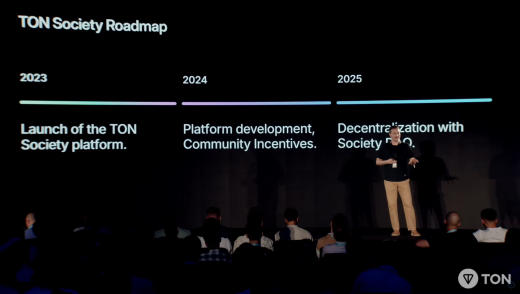 TON Society Roadmap
2023
2024
2025
Launch of the TON
Society platform.
Platform development,
Community Incentives.
Decentralization with
Society
TON